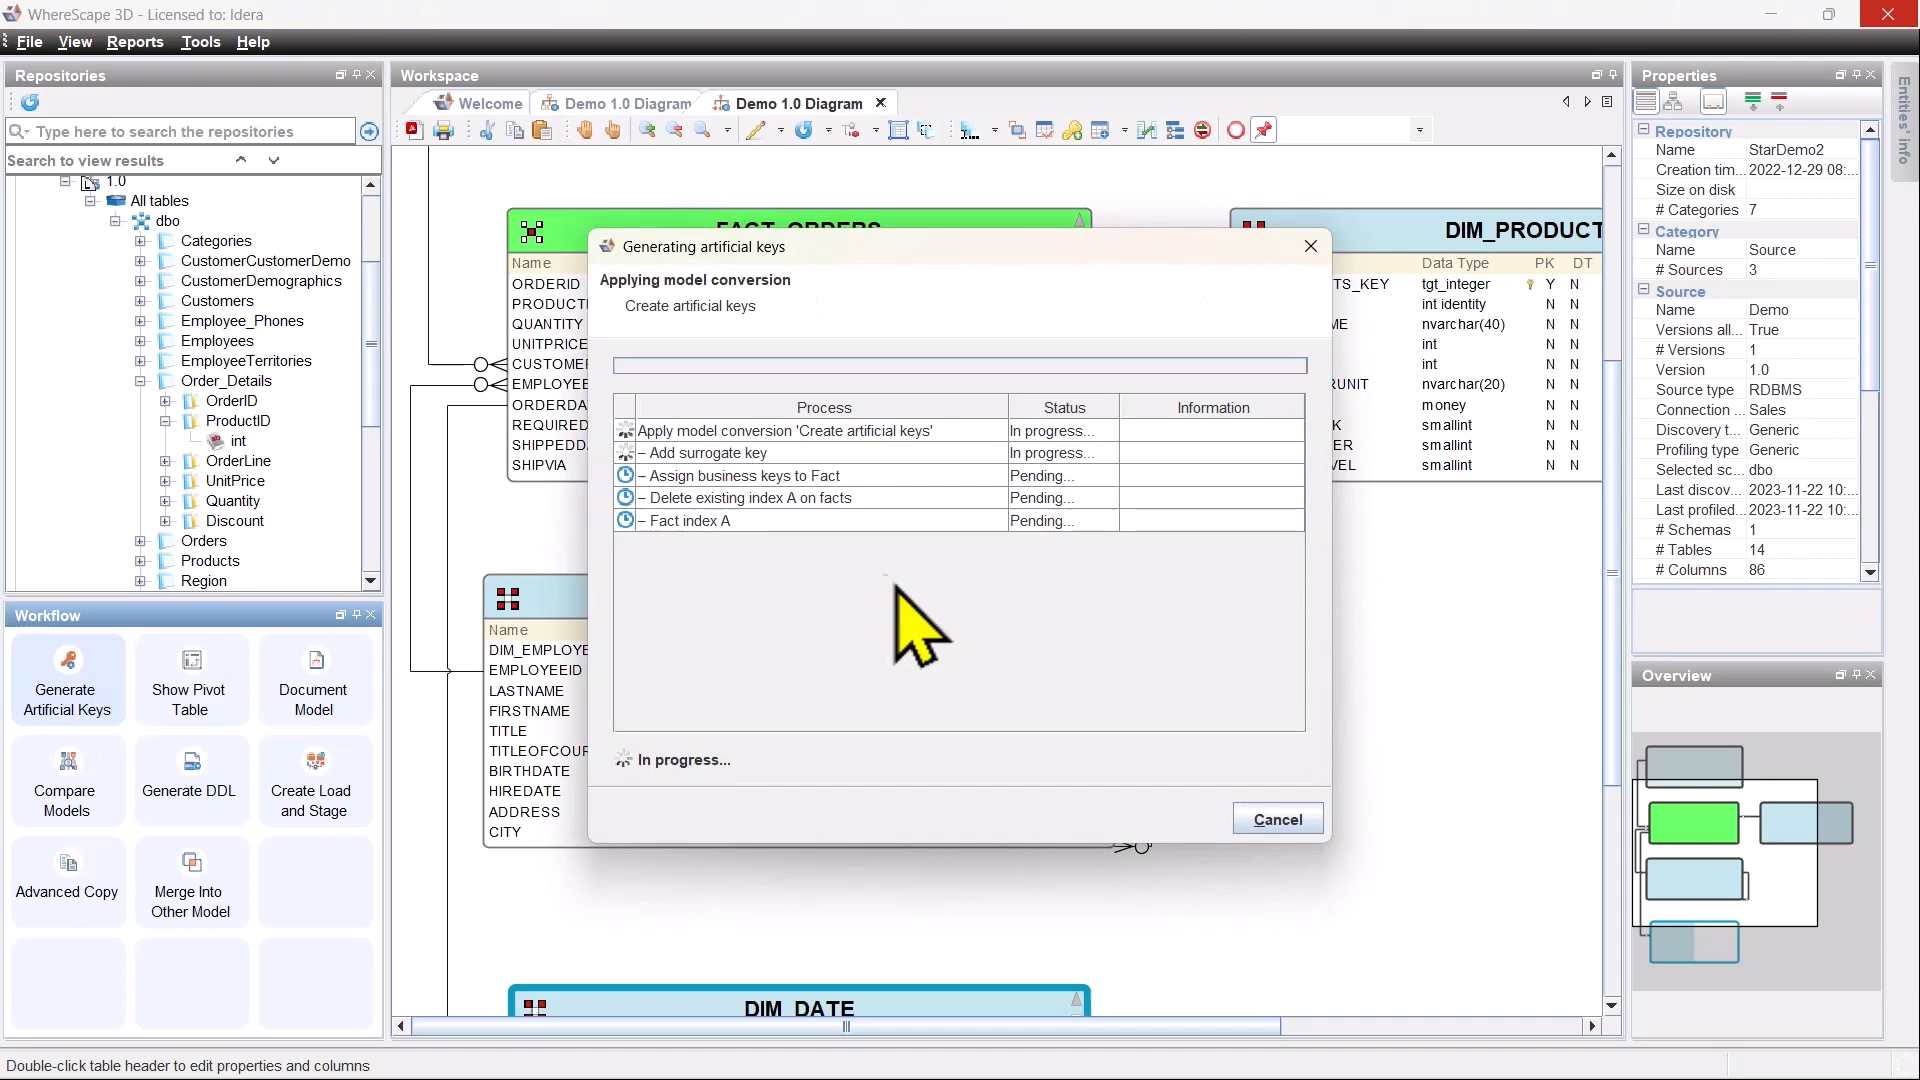 WhereScape 3D - Licensed to: Idera
File View Reports Tools Help
Repositories
Type here to search the repositories
Search to view results
1.0
All tables
dbo
Categories
CustomerCustomerDemo
CustomerDemographics
Customers
Employee_Phones
Employees
EmployeeTerritories
Order_Details
OrderID
ProductID
int
OrderLine
UnitPrice
Quantity
Discount
Orders
Products
Region
Workflow
Generate Artificial Keys
Show Pivot Table
Document Model
Compare Models
Generate DDL
Create Load and Stage
Advanced Copy
Merge Into Other Model
Workspace
Welcome Demo 1.0 Diagram Demo 1.0 Diagram
FACT_ORDERS
Name
ORDERID
PRODUCTI
QUANTITY
UNITPRICE
CUSTOMER
EMPLOYEE
ORDERDA
REQUIRED
SHIPPEDD
SHIPVIA
DIM_PRODUCT
Data Type PK DT
TS_KEY tgt_integer Y N
int identity N N
ME nvarchar(40) N N
int N N
int N N
RUNIT nvarchar(20) N N
money N N
K smallint N N
ER smallint N N
VEL smallint N N
Generating artificial keys
Applying model conversion
Create artificial keys
Process Status Information
Apply model conversion 'Create artificial keys' In progress...
– Add surrogate key In progress...
– Assign business keys to Fact Pending...
– Delete existing index A on facts Pending...
– Fact index A Pending...
In progress...
Cancel
Name
DIM_EMPLOYE
EMPLOYEEID
LASTNAME
FIRSTNAME
TITLE
TITLEOFCOUR
BIRTHDATE
HIREDATE
ADDRESS
CITY
DIM_DATE
Properties
Repository
Name StarDemo2
Creation tim... 2022-12-29 08:...
Size on disk
# Categories 7
Category
Name Source
# Sources 3
Source
Name Demo
Versions all... True
# Versions 1
Version 1.0
Source type RDBMS
Connection ... Sales
Discovery t... Generic
Profiling type Generic
Selected sc... dbo
Last discov... 2023-11-22 10:...
Last profiled... 2023-11-22 10:...
# Schemas 1
# Tables 14
# Columns 86
Overview
Entities' info
Double-click table header to edit properties and columns